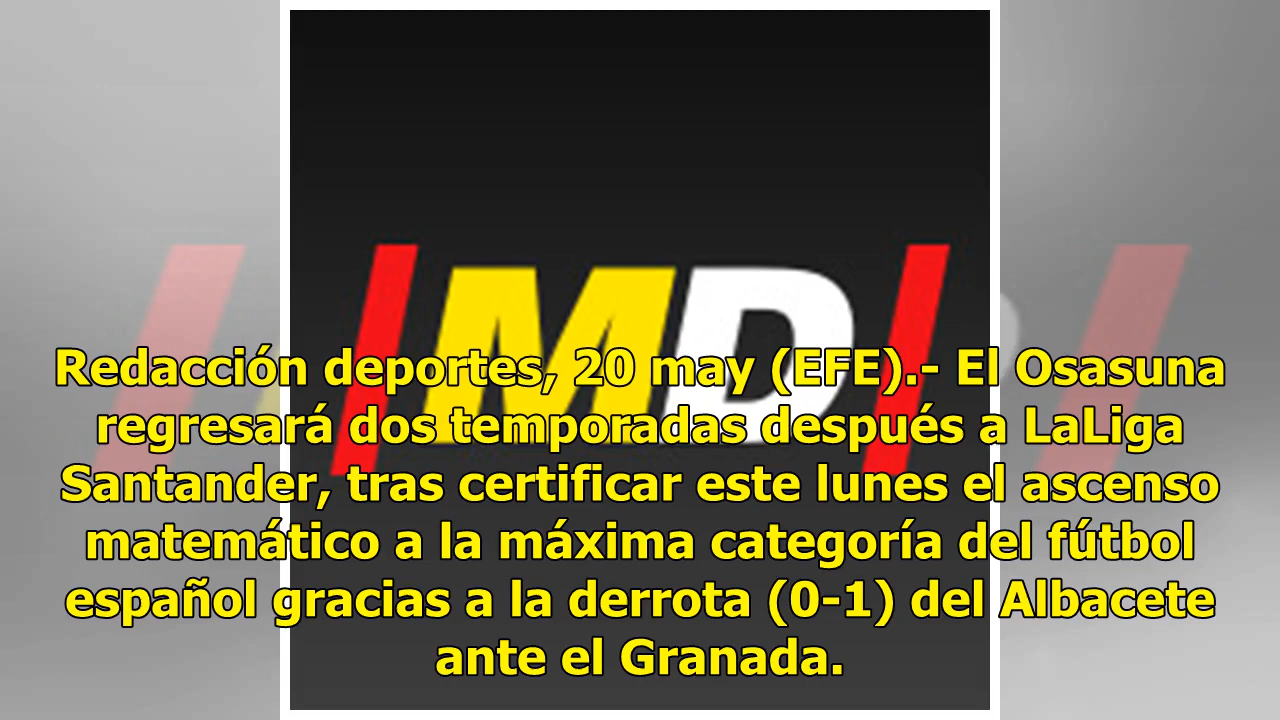 MD
Redacción deportes, 20 may (EFE).- El Osasuna
regresará dos temporadas después a LaLiga
Santander, tras certificar este lunes el ascenso
matemático a la máxima categoría del fútbol
español gracias a la derrota (0-1) del Albacete
ante el Granada.